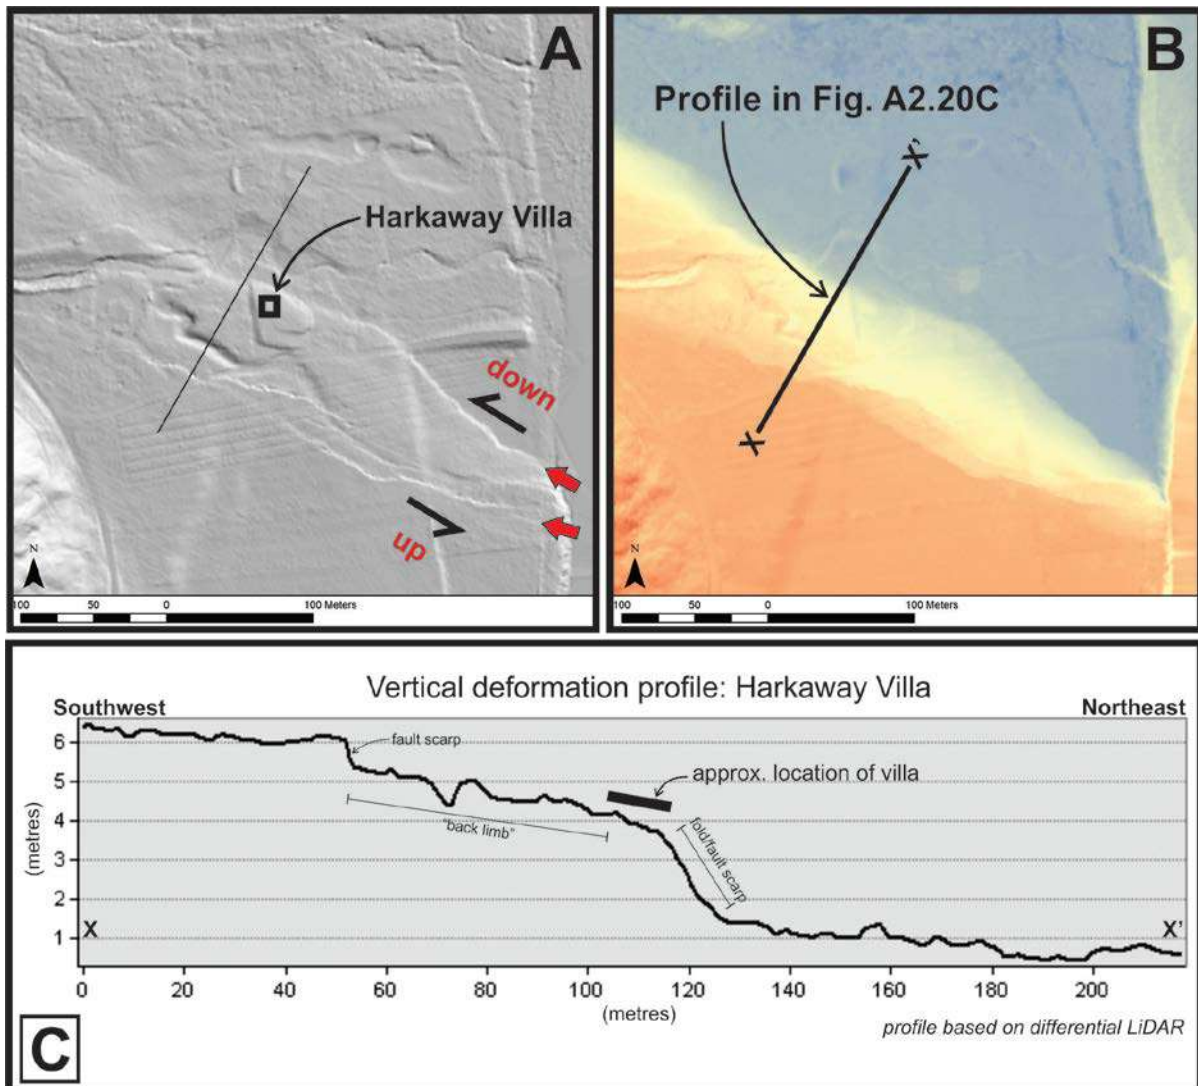 A
Harkaway Villa
down
up
N
100 50 0 100 Meters
B
Profile in Fig. A2.20C
X'
X
N
100 50 0 100 Meters
Vertical deformation profile: Harkaway Villa
Southwest
Northeast
6
5
4
3
2
1
(metres)
fault scarp
approx. location of villa
"back limb"
fold/fault scarp
X
X'
0 20 40 60 80 100 120 140 160 180 200
(metres)
profile based on differential LiDAR
C